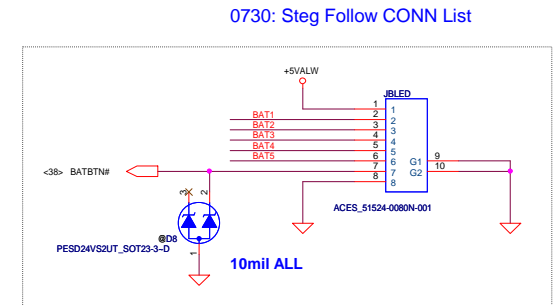 0730: Steg Follow CONN List
+5VALW
JBLED
1 1
BAT1 2 2
BAT2 3 3
BAT3 4 4
BAT4 5 5
BAT5 6 6 G1 9
<38> BATBTN# 7 7 G2 10
8 8
ACES_51524-0080N-001
3 2
@D8
PESD24VS2UT_SOT23-3~D
1
10mil ALL